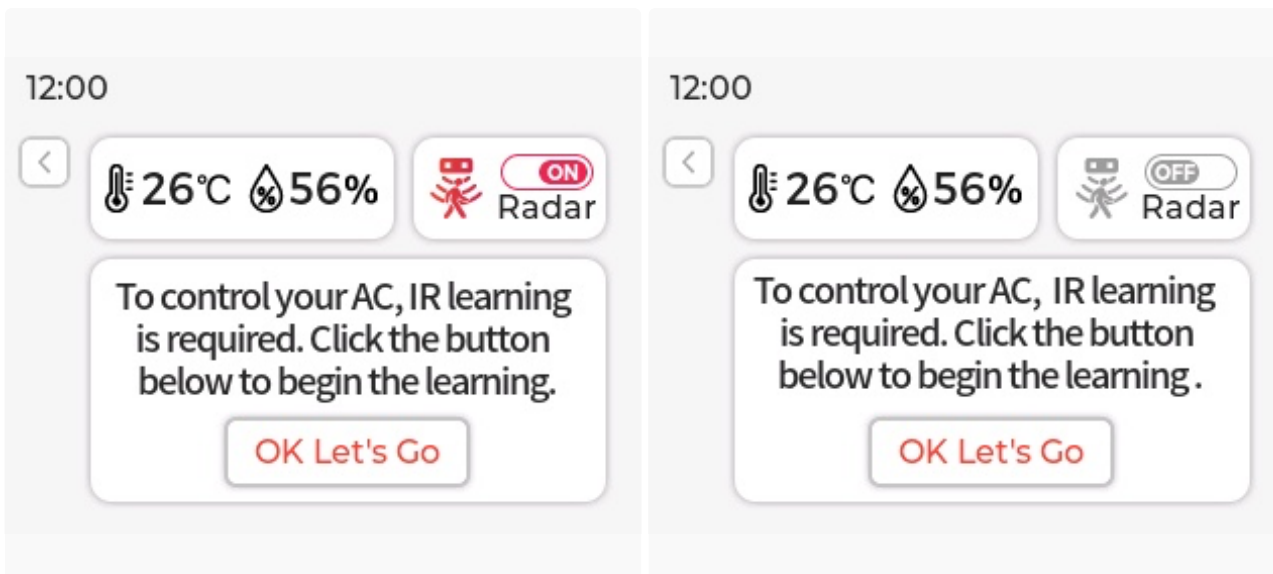 12:00
26℃ 56%
ON
Radar
To control your AC, IR learning
is required. Click the button
below to begin the learning.
OK Let's Go
12:00
26℃ 56%
OFF
Radar
To control your AC, IR learning
is required. Click the button
below to begin the learning .
OK Let's Go